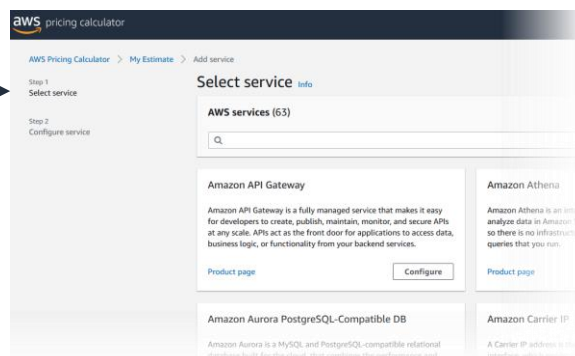 aws pricing calculator
AWS Pricing Calculator > My Estimate > Add service
Step 1
Select service
Step 2
Configure service
Select service Info
AWS services (63)
Amazon API Gateway
Amazon API Gateway is a fully managed service that makes it easy
for developers to create, publish, maintain, monitor, and secure APIs
at any scale. APIs act as the front door for applications to access data,
business logic, or functionality from your backend services.
Product page
Configure
Amazon Athena
Amazon Athena is an
analyze data in Amazon
so there is no
queries that you run.
Product page
Amazon Aurora PostgreSQL-Compatible DB
Amazon Aurora is a MySQL and PostgreSQL-compatible relational
Amazon Carrier IP
A Carrier IP address is the